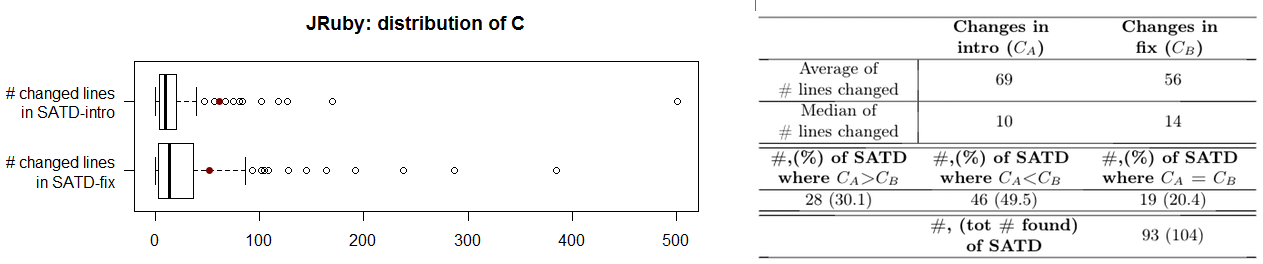 JRuby: distribution of C
# changed lines
in SATD-intro
# changed lines
in SATD-fix
0 100 200 300 400 500
Changes in Changes in
intro (C_A) fix (C_B)
Average of
# lines changed 69 56
Median of
# lines changed 10 14
#,(%) of SATD #,(%) of SATD #,(%) of SATD
where C_A>C_B where C_A<C_B where C_A = C_B
28 (30.1) 46 (49.5) 19 (20.4)
#, (tot # found)
of SATD 93 (104)